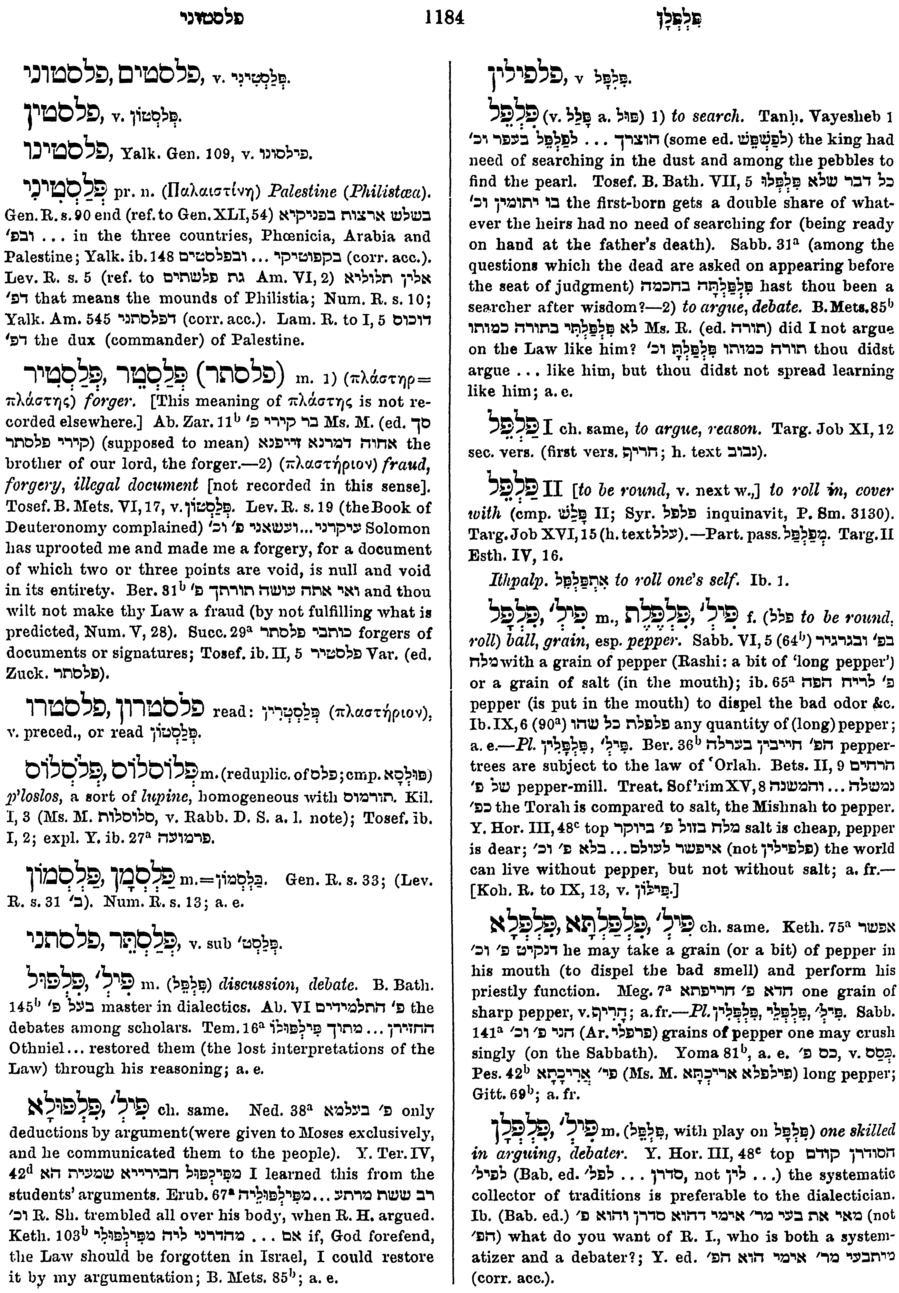 פלסטוני 1184 פִּלְפְּלָן
פלסטים, פלסטוני, v. פְּלַסְטִינִי.
פלסטין, v. פְּלַסְטוֹן.
פלסטינו, Yalk. Gen. 109, v. פילסונו.
פְּלַסְטִינִי pr. n. (Παλαιστίνη) Palestine (Philistæa).
Gen. R. s. 90 end (ref. to Gen. XLI, 54) בשלש ארצות בפניקיא
ובפ' ... in the three countries, Phœnicia, Arabia and
Palestine; Yalk. ib. 148 בקפוטיקי ... ובפלסטים (corr. acc.).
Lev. R. s. 5 (ref. to גת פלשתים Am. VI, 2) אלין תלוליא
דפ' that means the mounds of Philistia; Num. R. s. 10;
Yalk. Am. 545 דפלסתני (corr. acc.). Lam. R. to I, 5 דוכוס
דפ' the dux (commander) of Palestine.
פְּלַסְטֵר, פְּלַסְטִיר (פלסתר) m. 1) (πλάστηρ=
πλάστης) forger. [This meaning of πλάστης is not re-
corded elsewhere.] Ab. Zar. 11b בר קירי פ' Ms. M. (ed. סך
קירי פלסתר) (supposed to mean) אחוה דמרנא זייפנא the
brother of our lord, the forger.—2) (πλαστήριον) fraud,
forgery, illegal document [not recorded in this sense].
Tosef. B. Mets. VI, 17, v. פְּלַסְטוֹן. Lev. R. s. 19 (the Book of
Deuteronomy complained) עיקרני...ועשאני פ' וכ' Solomon
has uprooted me and made me a forgery, for a document
of which two or three points are void, is null and void
in its entirety. Ber. 31b ואי אתה עושה תורתך פ' and thou
wilt not make thy Law a fraud (by not fulfilling what is
predicted, Num. V, 28). Succ. 29a כותבי פלסתר forgers of
documents or signatures; Tosef. ib. II, 5 פלסטיר Var. (ed.
Zuck. פלסתר).
פלסטרון, פלסטרו read: פְּלַסְטְרִין (πλαστήριον),
v. preced., or read פְּלַסְטוֹן.
פְּלוֹסלוֹס, פְּלֹסְלוֹס m. (reduplic. of פלס; cmp. פּוּלְסָא)
p'loslos, a sort of lupine, homogeneous with תורמוס. Kil.
I, 3 (Ms. M. סלוסלות, v. Rabb. D. S. a. l. note); Tosef. ib.
I, 2; expl. Y. ib. 27a פרמועה.
פַּלְסְמָן, פַּלְסְמוֹן m.=בַּלְסְמוֹן. Gen. R. s. 33; (Lev.
R. s. 31 ב'). Num. R. s. 13; a. e.
פְּלַסְתֵּר, פלסתני, v. sub פְּלַסְט'.
פִּילְ', פִּלְפּוּל m. (פִּלְפֵּל) discussion, debate. B. Bath.
145b בעל פ' master in dialectics. Ab. VI פ' התלמידים the
debates among scholars. Tem. 16a החזירן ... מתוך פִּילְפּוּלוֹ
Othniel... restored them (the lost interpretations of the
Law) through his reasoning; a. e.
פִּילְ', פִּלְפּוּלָא ch. same. Ned. 38a פ' בעלמא only
deductions by argument(were given to Moses exclusively,
and he communicated them to the people). Y. Ter. IV,
42d מפִּילְפּוּל חבירייא שמעית הא I learned this from the
students' arguments. Erub. 67a רב ששת מרתע...מפִּילְפּוּלֵיהּ
וכ' R. Sh. trembled all over his body, when R. H. argued.
Keth. 103b אם ... מהדרני ליה מפִּילְפּוּלִי if, God forefend,
the Law should be forgotten in Israel, I could restore
it by my argumentation; B. Mets. 85b; a. e.
פלפילין, v פִּלְפֵּל.
פִּלְפֵּל (v. פָּלַל a. פול) 1) to search. Tanḥ. Vayesheb 1
הוצרך ... לפַלְפֵּל בעפר וכ' (some ed. לפַשְׁפֵּשׁ) the king had
need of searching in the dust and among the pebbles to
find the pearl. Tosef. B. Bath. VII, 5 כל דבר שלא פִלְפְּלוּ
בו יתומין וכ' the first-born gets a double share of what-
ever the heirs had no need of searching for (being ready
on hand at the father's death). Sabb. 31a (among the
questions which the dead are asked on appearing before
the seat of judgment) פִּלְפַּלְתָּה בחכמה hast thou been a
searcher after wisdom?—2) to argue, debate. B. Mets. 85b
לא פִלְפַּלְתִּי בתורה כמותו Ms. R. (ed. תורה) did I not argue
on the Law like him? תורה כמותו פִּלְפַּלְתָּ וכ' thou didst
argue ... like him, but thou didst not spread learning
like him; a. e.
פַּלְפֵּל I ch. same, to argue, reason. Targ. Job XI, 12
sec. vers. (first vers. חריף; h. text נבוב).
פַּלְפֵּל II [to be round, v. next w.,] to roll in, cover
with (cmp. פָּלַשׁ II; Syr. פלפל inquinavit, P. Sm. 3130).
Targ. Job XVI, 15 (h. text עלל).—Part. pass. מְפַלְפַּל. Targ. II
Esth. IV, 16.
Ithpalp. אִתְפַּלְפֵּל to roll one's self. Ib. 1.
פִּילְ', פִּלְפָּל m., פִּילְ', פִּלְפֶּלֶת f. (פלל to be round,
roll) ball, grain, esp. pepper. Sabb. VI, 5 (64b) בפ' ובגרגיר
מלח with a grain of pepper (Rashi: a bit of 'long pepper')
or a grain of salt (in the mouth); ib. 65a פ' לריח הפה
pepper (is put in the mouth) to dispel the bad odor &c.
Ib. IX, 6 (90a) פלפלת כל שהו any quantity of (long) pepper;
a. e.—Pl. פִּלְפְּלִין, פִּילְ'. Ber. 36b הפ' חייבין בערלה pepper-
trees are subject to the law of ʿOrlah. Bets. II, 9 הרחים
של פ' pepper-mill. Treat. Sof'rim XV, 8 נמשלה...והמשנה
כפ' the Torah is compared to salt, the Mishnah to pepper.
Y. Hor. III, 48c top מלח בזול פ' ביוקר salt is cheap, pepper
is dear; איפשר לעולם...בלא פ' וכ' (not פלפילין) the world
can live without pepper, but not without salt; a. fr.—
[Koh. R. to IX, 13, v. פִּילוֹן.]
פִּילְ', פִּלְפַּלְתָּא, פִּלְפְּלָא ch. same. Keth. 75a אפשר
דנקיט פ' וכ' he may take a grain (or a bit) of pepper in
his mouth (to dispel the bad smell) and perform his
priestly function. Meg. 7a חדא פ' חריפתא one grain of
sharp pepper, v. חָרִיף; a. fr.—Pl. פִּילְ', פִּלְפְּלֵי, פִּלְפְּלִין. Sabb.
141a הני פ' וכ' (Ar. פרפלי) grains of pepper one may crush
singly (on the Sabbath). Yoma 81b, a. e. כס פ', v. כְּסַס.
Pes. 42b פי' אֲרִיכָתָא (Ms. M. פילפלא אריכתא) long pepper;
Gitt. 69b; a. fr.
פִּילְ', פִּלְפְּלָן m. (פִּלְפֵּל, with play on פִּלְפֵּל) one skilled
in arguing, debater. Y. Hor. III, 48c top הסודרן קודם
לפיל' (Bab. ed. סדרן ... לפל', not לין ...) the systematic
collector of traditions is preferable to the dialectician.
Ib. (Bab. ed.) מאי את בעי מר' אימי דהוא סדרן והוא פ' (not
הפ') what do you want of R. I., who is both a system-
atizer and a debater?; Y. ed. מיתבעי מר' אימי הוא הפ'
(corr. acc.).